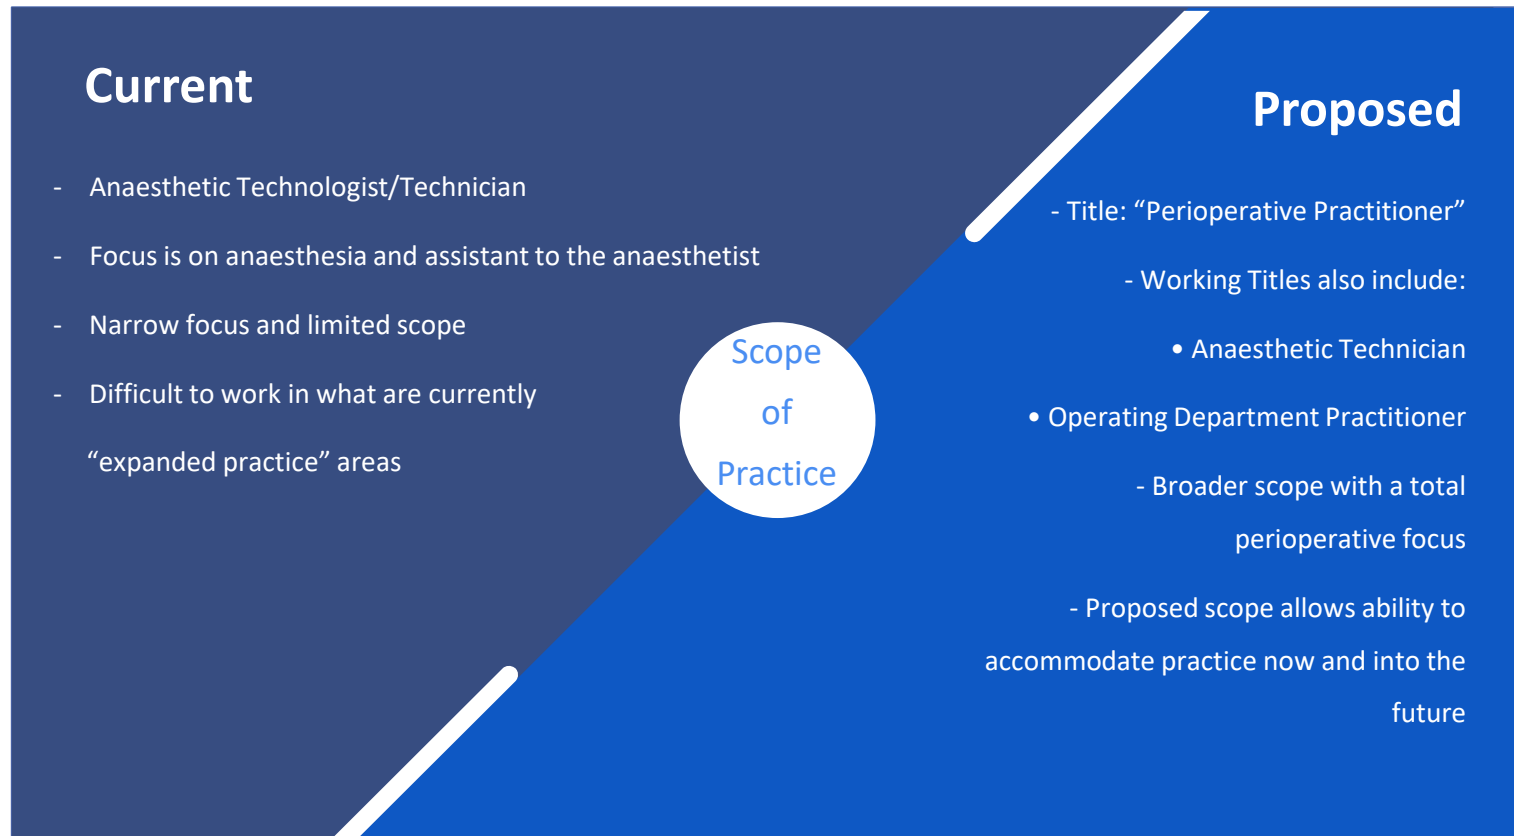 Current
- Anaesthetic Technologist/Technician
- Focus is on anaesthesia and assistant to the anaesthetist
- Narrow focus and limited scope
- Difficult to work in what are currently
“expanded practice” areas
Scope
of
Practice
Proposed
- Title: “Perioperative Practitioner”
- Working Titles also include:
• Anaesthetic Technician
• Operating Department Practitioner
- Broader scope with a total
perioperative focus
- Proposed scope allows ability to
accommodate practice now and into the
future